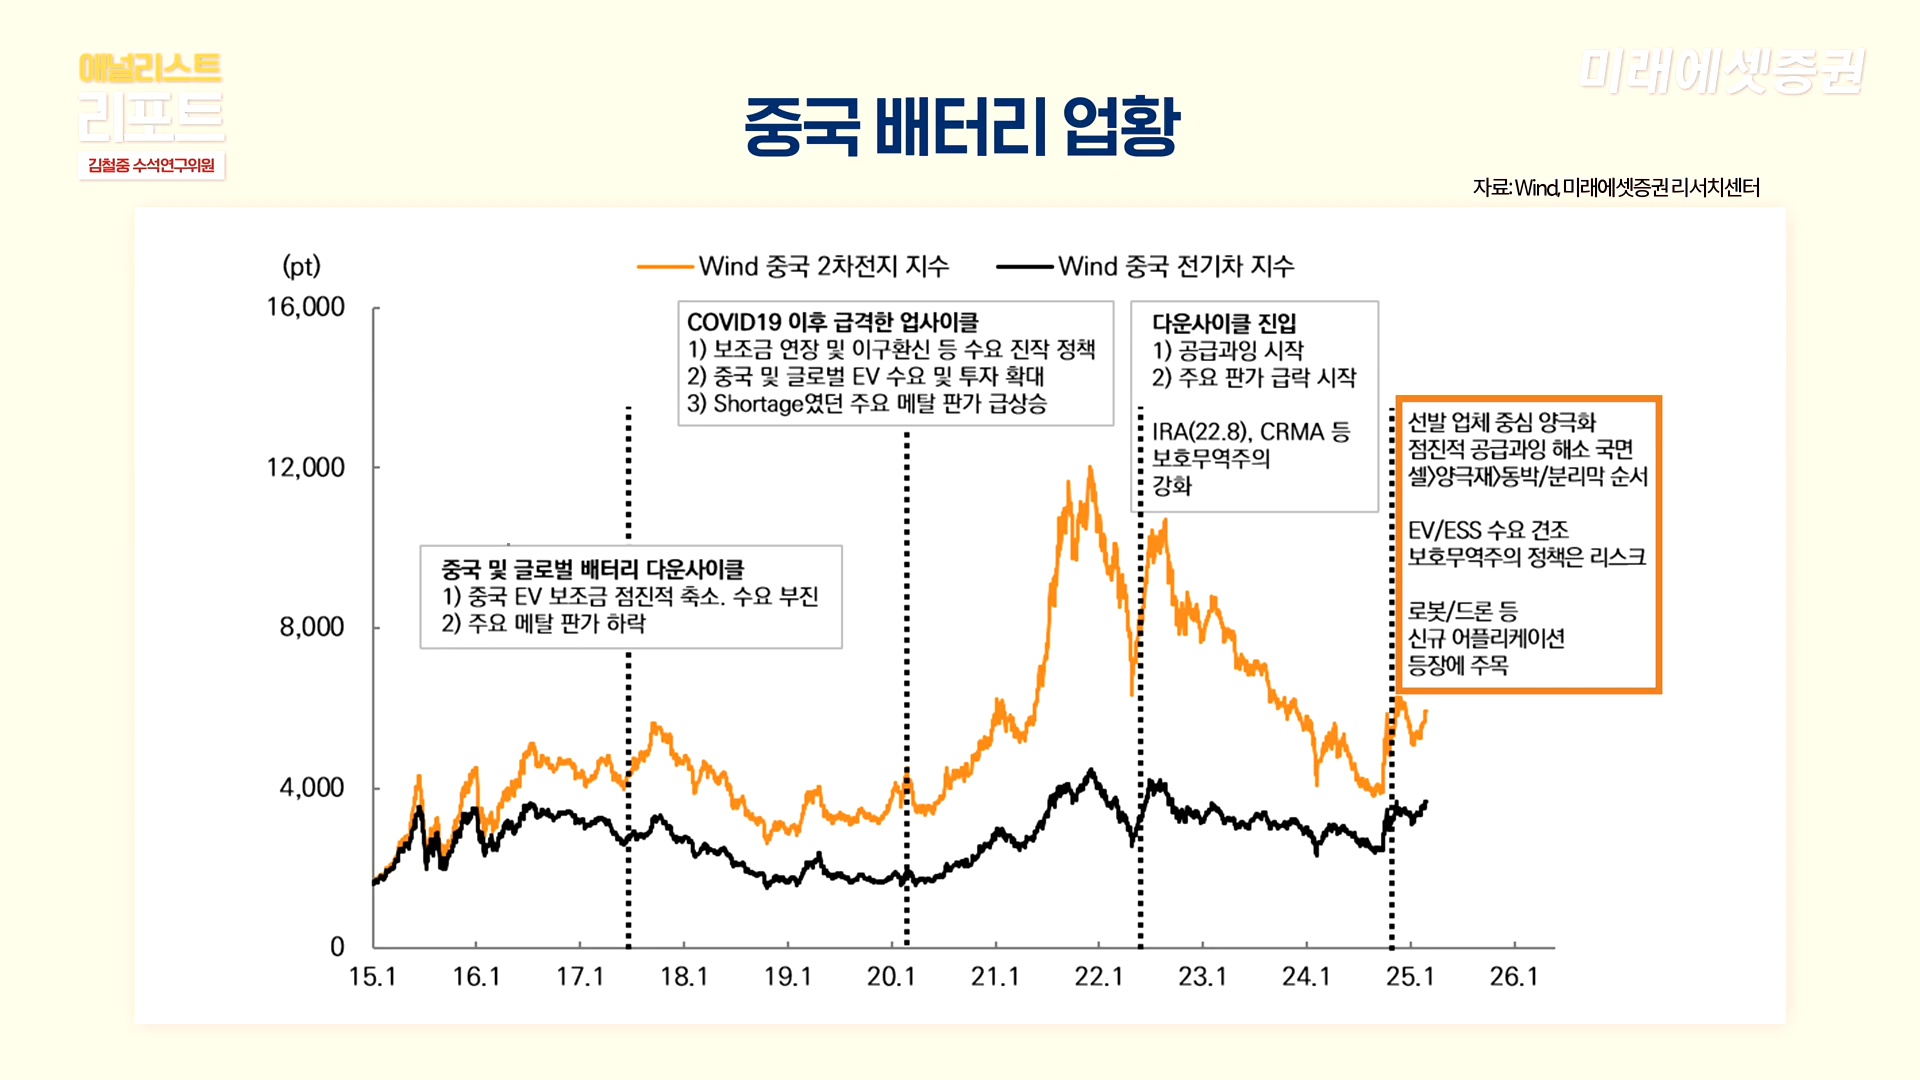 애널리스트
리포트
김철중 수석연구위원
미래에셋증권
중국 배터리 업황
자료: Wind, 미래에셋증권 리서치센터
(pt)
Wind 중국 2차전지 지수
Wind 중국 전기차 지수
16,000
12,000
8,000
4,000
0
COVID19 이후 급격한 업사이클
1) 보조금 연장 및 이구환신 등 수요 진작 정책
2) 중국 및 글로벌 EV 수요 및 투자 확대
3) Shortage였던 주요 메탈 판가 급상승
다운사이클 진입
1) 공급과잉 시작
2) 주요 판가 급락 시작
IRA(22.8), CRMA 등
보호무역주의
강화
선발 업체 중심 양극화
점진적 공급과잉 해소 국면
셀>양극재>동박/분리막 순서
EV/ESS 수요 견조
보호무역주의 정책은 리스크
로봇/드론 등
신규 어플리케이션
등장에 주목
중국 및 글로벌 배터리 다운사이클
1) 중국 EV 보조금 점진적 축소. 수요 부진
2) 주요 메탈 판가 하락
15.1 16.1 17.1 18.1 19.1 20.1 21.1 22.1 23.1 24.1 25.1 26.1